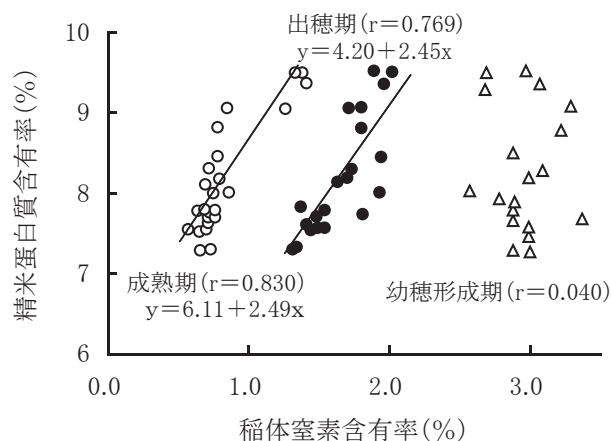 出穂期(r＝0.769)
y＝4.20＋2.45x
10
9
8
7
6
精米蛋白質含有率(%)
成熟期(r＝0.830)
y＝6.11＋2.49x
幼穂形成期(r＝0.040)
0.0 1.0 2.0 3.0
稲体窒素含有率(%)